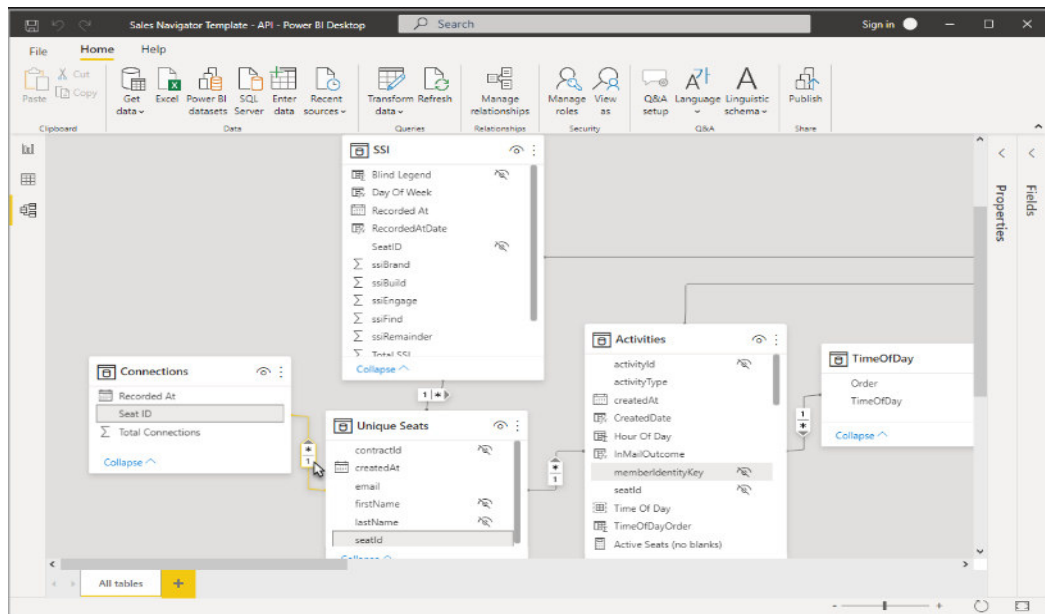 Sales Navigator Template - API - Power BI Desktop
Search
Sign in
File
Home
Help
Paste
Cut
Copy
Get data
Excel
Power BI datasets
SQL Server
Enter data
Recent sources
Transform data
Refresh
Manage relationships
Manage roles
View as
Q&A setup
Language
Linguistic schema
Publish
Clipboard
Data
Queries
Relationships
Security
Q&A
Share
SSI
Blind Legend
Day Of Week
Recorded At
RecordedAtDate
SeatID
ssiBrand
ssiBuild
ssiEngage
ssiFind
ssiRemainder
Total SSI
Collapse
1 *
Connections
Recorded At
Seat ID
Total Connections
Collapse
*
1
Unique Seats
contractId
createdAt
email
firstName
lastName
seatId
Collapse
*
1
Activities
activityId
activityType
createdAt
CreatedDate
Hour Of Day
InMailOutcome
memberIdentityKey
seatId
Time Of Day
TimeOfDayOrder
Active Seats (no blanks)
1
*
TimeOfDay
Order
TimeOfDay
Collapse
Properties
Fields
All tables